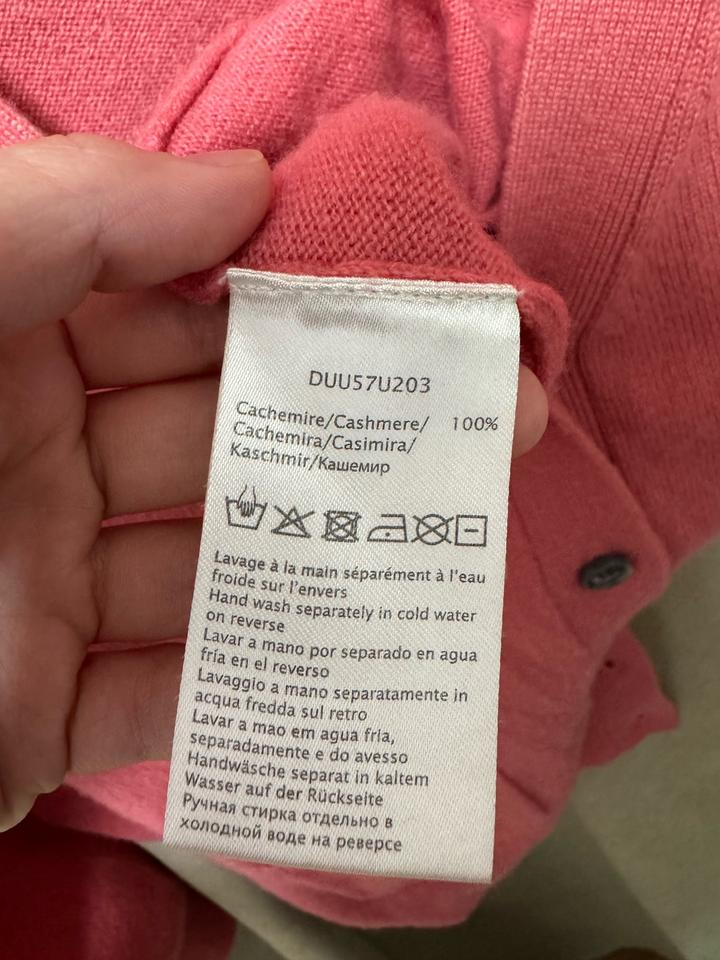 DUU57U203
Cachemire/Cashmere/ 100%
Cachemira/Casimira/
Kaschmir/Кашемир
Lavage à la main séparément à l'eau
froide sur l'envers
Hand wash separately in cold water
on reverse
Lavar a mano por separado en agua
fría en el reverso
Lavaggio a mano separatamente in
acqua fredda sul retro
Lavar a mao em agua fria,
separadamente e do avesso
Handwäsche separat in kaltem
Wasser auf der Rückseite
Ручная стирка отдельно в
холодной воде на реверсе